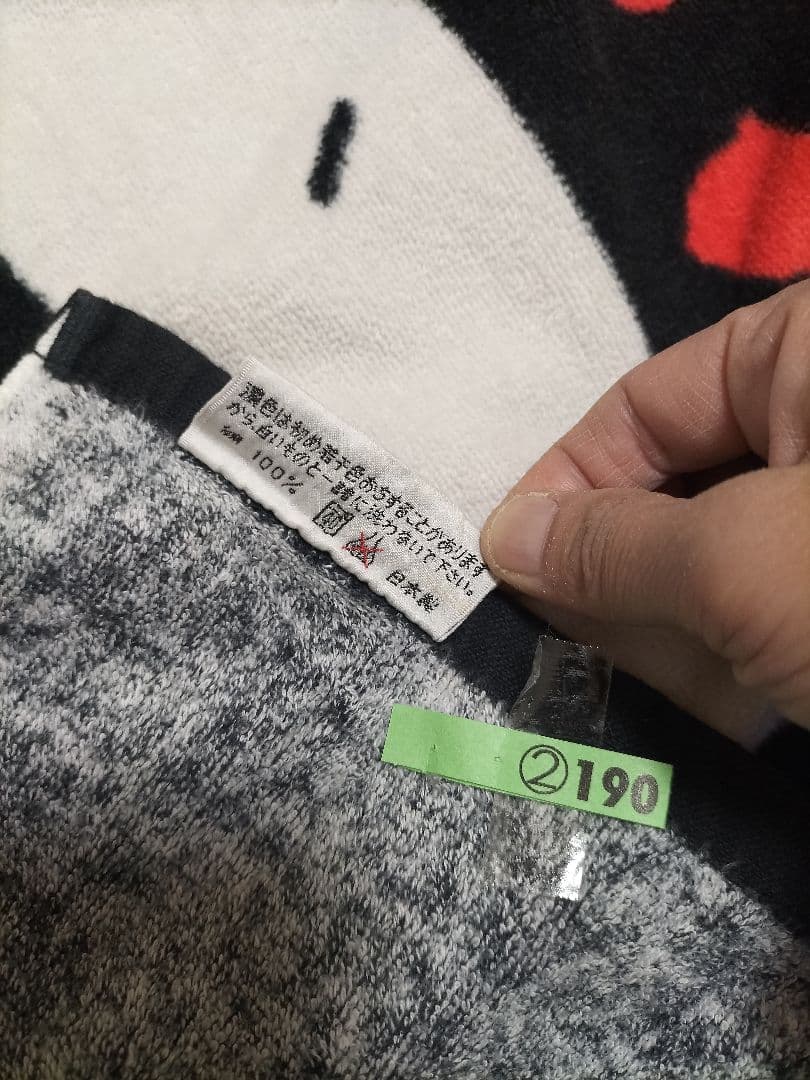 濃色は初め若干色おちすることがあります
から白いものと一緒に洗わないで下さい。
綿 100%
日本製
②190